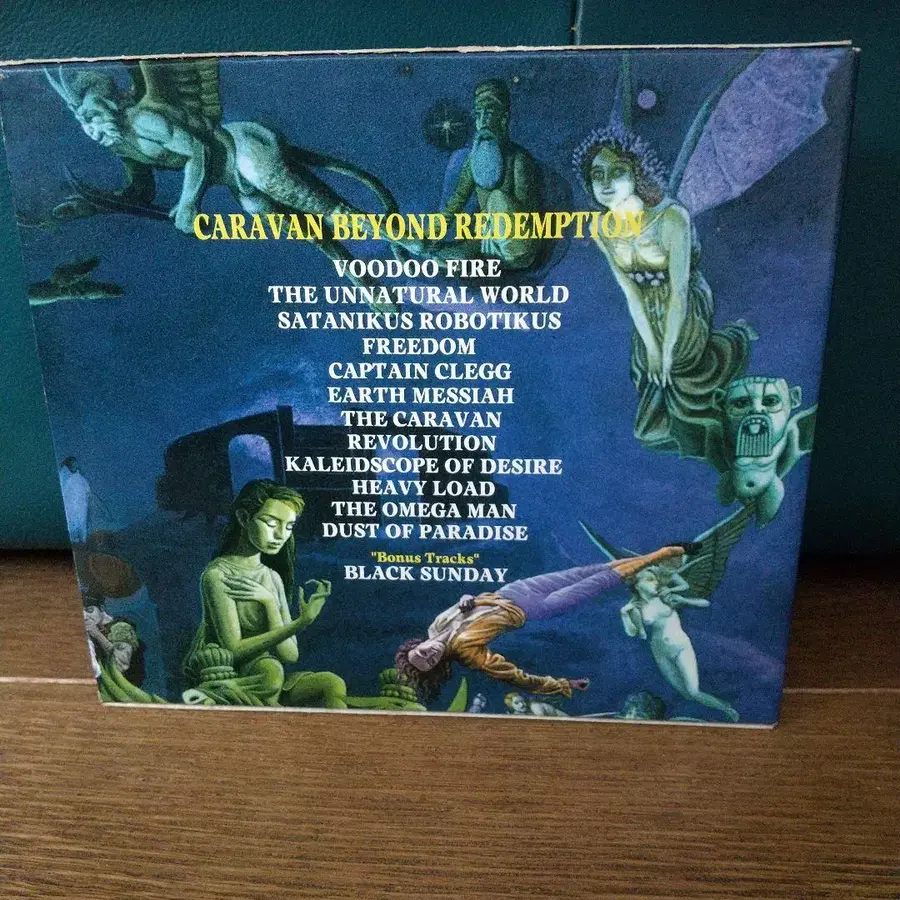 CARAVAN BEYOND REDEMPTION
VOODOO FIRE
THE UNNATURAL WORLD
SATANIKUS ROBOTIKUS
FREEDOM
CAPTAIN CLEGG
EARTH MESSIAH
THE CARAVAN
REVOLUTION
KALEIDSCOPE OF DESIRE
HEAVY LOAD
THE OMEGA MAN
DUST OF PARADISE
"Bonus Tracks"
BLACK SUNDAY